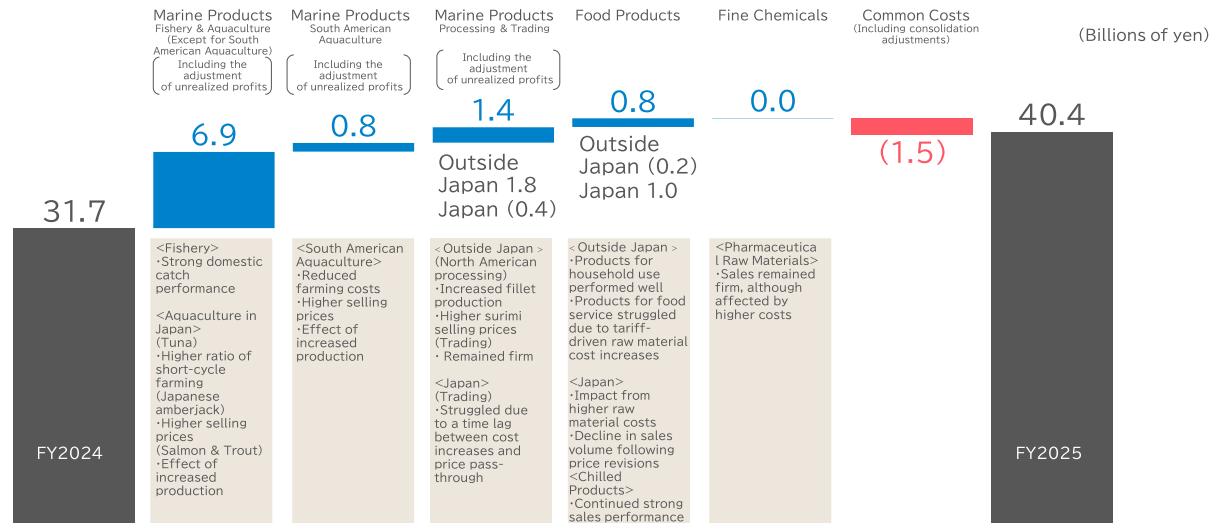 Marine Products
Fishery & Aquaculture
(Except for South
American Aquaculture)
Including the
adjustment
of unrealized profits
Marine Products
South American
Aquaculture
Including the
adjustment
of unrealized profits
Marine Products
Processing & Trading
Including the
adjustment
of unrealized profits
Food Products
Fine Chemicals
Common Costs
(Including consolidation
adjustments)
(Billions of yen)
31.7
6.9
0.8
1.4
Outside
Japan 1.8
Japan (0.4)
0.8
Outside
Japan (0.2)
Japan 1.0
0.0
(1.5)
40.4
FY2024
<Fishery>
・Strong domestic
catch
performance
<Aquaculture in
Japan>
(Tuna)
・Higher ratio of
short-cycle
farming
(Japanese
amberjack)
・Higher selling
prices
(Salmon & Trout)
・Effect of
increased
production
<South American
Aquaculture>
・Reduced
farming costs
・Higher selling
prices
・Effect of
increased
production
< Outside Japan >
(North American
processing)
・Increased fillet
production
・Higher surimi
selling prices
(Trading)
・ Remained firm
<Japan>
(Trading)
・Struggled due
to a time lag
between cost
increases and
price pass-
through
< Outside Japan >
・Products for
household use
performed well
・Products for food
service struggled
due to tariff-
driven raw material
cost increases
<Japan>
・Impact from
higher raw
material costs
・Decline in sales
volume following
price revisions
<Chilled
Products>
・Continued strong
sales performance
<Pharmaceutica
l Raw Materials>
・Sales remained
firm, although
affected by
higher costs
FY2025